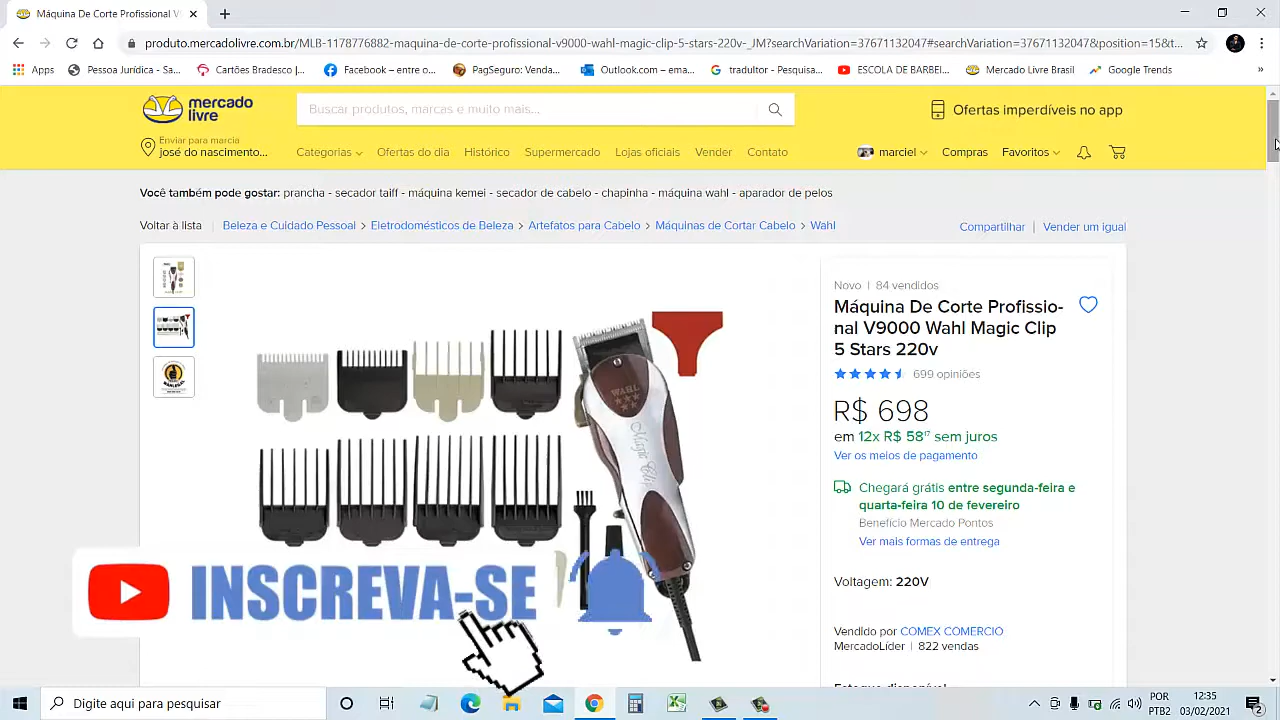 Máquina De Corte Profissional V
produto.mercadolivre.com.br/MLB-1178776882-maquina-de-corte-profissional-v9000-wahl-magic-clip-5-stars-220v-_JM?searchVariation=37671132047#searchVariation=37671132047&position=15&t...
Apps
Pessoa Jurídica - Sa...
Cartões Bradesco |...
Facebook – entre o...
PagSeguro: Venda...
Outlook.com – ema...
tradutor - Pesquisa...
ESCOLA DE BARBEI...
Mercado Livre Brasil
Google Trends
»
mercado
livre
Buscar produtos, marcas e muito mais...
Ofertas imperdíveis no app
Enviar para marcia
josé do nascimento...
Categorias
Ofertas do dia
Histórico
Supermercado
Lojas oficiais
Vender
Contato
marciel
Compras
Favoritos
Você também pode gostar: prancha - secador taiff - máquina kemei - secador de cabelo - chapinha - máquina wahl - aparador de pelos
Voltar à lista | Beleza e Cuidado Pessoal > Eletrodomésticos de Beleza > Artefatos para Cabelo > Máquinas de Cortar Cabelo > Wahl
Compartilhar | Vender um igual
Novo | 84 vendidos
Máquina De Corte Profissio-
nal V9000 Wahl Magic Clip
5 Stars 220v
699 opiniões
R$ 698
em 12x R$ 58¹⁷ sem juros
Ver os meios de pagamento
Chegará grátis entre segunda-feira e
quarta-feira 10 de fevereiro
Benefício Mercado Pontos
Ver mais formas de entrega
Voltagem: 220V
Vendido por COMEX COMERCIO
MercadoLíder | 822 vendas
WAHL
INSCREVA-SE
Digite aqui para pesquisar
POR
PTB2
12:35
03/02/2021
2